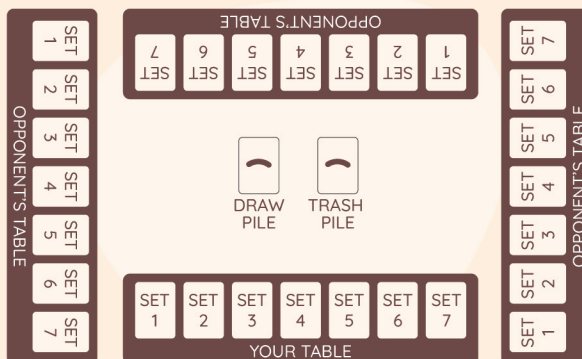 OPPONENT'S TABLE
SET 1
SET 2
SET 3
SET 4
SET 5
SET 6
SET 7
OPPONENT'S TABLE
SET 1
SET 2
SET 3
SET 4
SET 5
SET 6
SET 7
OPPONENT'S TABLE
SET 7
SET 6
SET 5
SET 4
SET 3
SET 2
SET 1
DRAW
PILE
TRASH
PILE
SET SET SET SET SET SET SET
1 2 3 4 5 6 7
YOUR TABLE